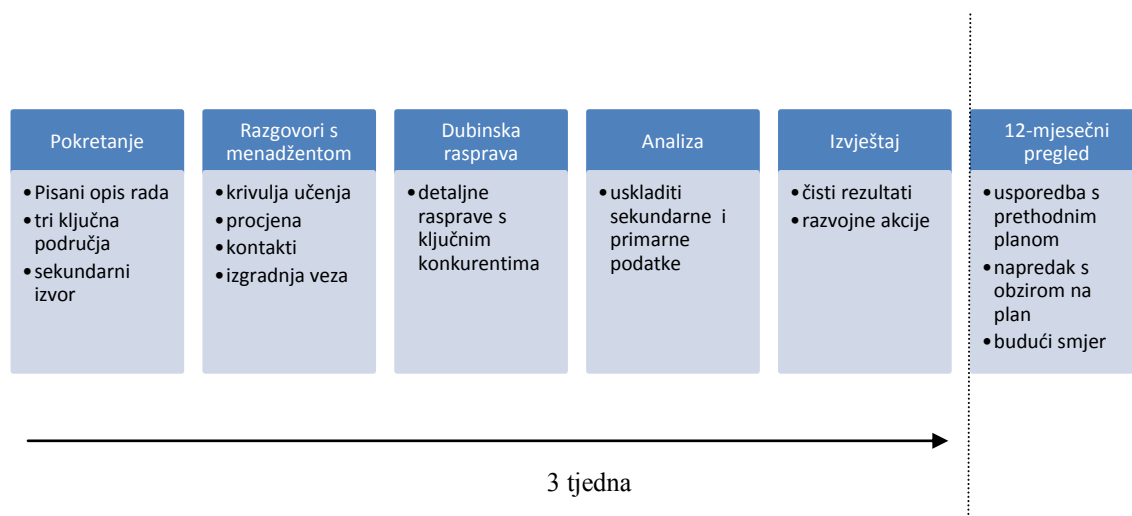 Pokretanje
• Pisani opis rada
• tri ključna
područja
• sekundarni
izvor
Razgovori s
menadžentom
• krivulja učenja
• procjena
• kontakti
• izgradnja veza
Dubinska
rasprava
• detaljne
rasprave s
ključnim
konkurentima
Analiza
• uskladiti
sekundarne i
primarne
podatke
Izvještaj
• čisti rezultati
• razvojne akcije
12-mjesečni
pregled
• usporedba s
prethodnim
planom
• napredak s
obzirom na
plan
• budući smjer
3 tjedna